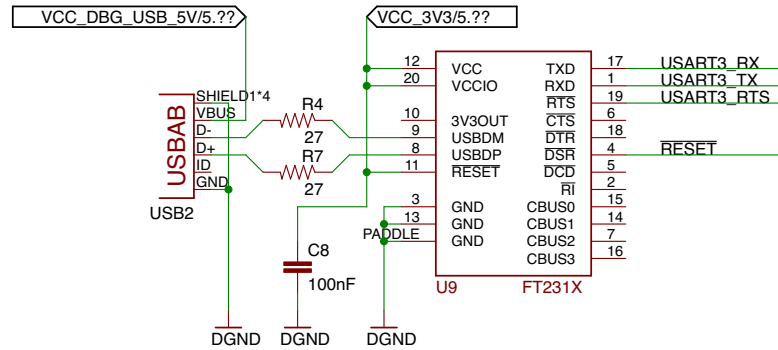 VCC_DBG_USB_5V/5.??
VCC_3V3/5.??
USBAB
SHIELD1*4
VBUS
D-
D+
ID
GND
USB2
R4
27
R7
27
C8
100nF
DGND
DGND
DGND
12 VCC TXD 17 USART3_RX
20 VCCIO RXD 1 USART3_TX
RTS 19 USART3_RTS
10 3V3OUT CTS 6
9 USBDM DTR 18
8 USBDP DSR 4 RESET
11 RESET DCD 5
RI 2
3 GND CBUS0 15
13 GND CBUS1 14
PADDLE GND CBUS2 7
CBUS3 16
U9 FT231X